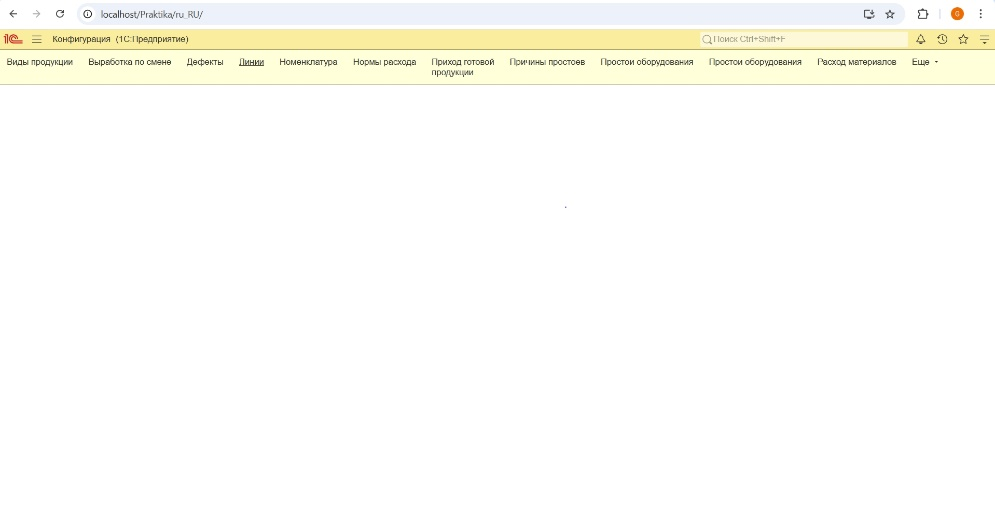 localhost/Praktika/ru_RU/
G
1С Конфигурация (1С:Предприятие) Поиск Ctrl+Shift+F
Виды продукции Выработка по смене Дефекты Линии Номенклатура Нормы расхода Приход готовой продукции Причины простоев Простои оборудования Простои оборудования Расход материалов Еще